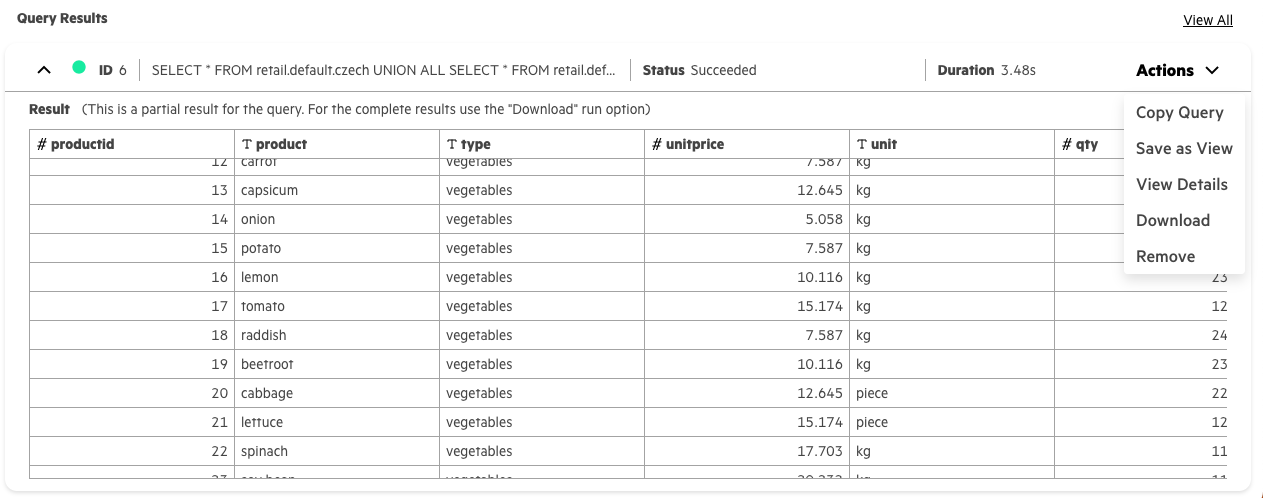 Query Results
View All
ID 6 SELECT * FROM retail.default.czech UNION ALL SELECT * FROM retail.def... Status Succeeded Duration 3.48s Actions
Copy Query
Save as View
View Details
Download
Remove
Result (This is a partial result for the query. For the complete results use the "Download" run option)
# productid T product T type # unitprice T unit # qty
12 carrot vegetables 7.587 kg
13 capsicum vegetables 12.645 kg
14 onion vegetables 5.058 kg
15 potato vegetables 7.587 kg
16 lemon vegetables 10.116 kg 23
17 tomato vegetables 15.174 kg 12
18 raddish vegetables 7.587 kg 24
19 beetroot vegetables 10.116 kg 23
20 cabbage vegetables 12.645 piece 22
21 lettuce vegetables 15.174 piece 12
22 spinach vegetables 17.703 kg 11